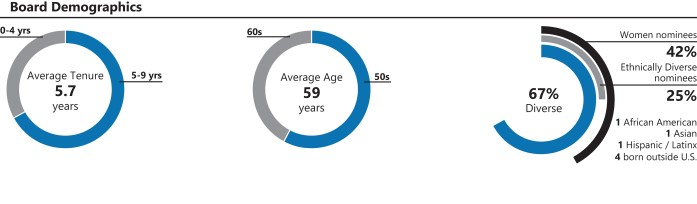 Board Demographics
0-4 yrs
Average Tenure
5.7
years
5-9 yrs
60s
Average Age
59
years
50s
67%
Diverse
Women nominees
42%
Ethnically Diverse
nominees
25%
1 African American
1 Asian
1 Hispanic / Latinx
4 born outside U.S.